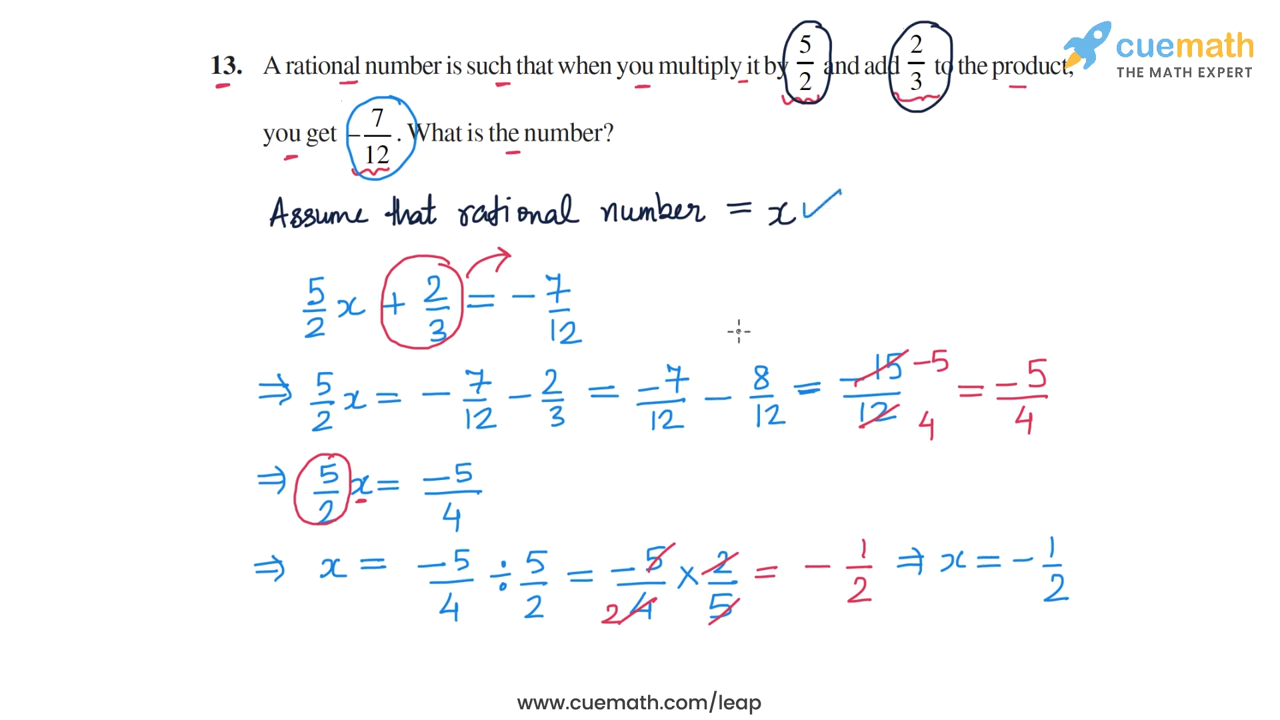 cuemath
THE MATH EXPERT
13. A rational number is such that when you multiply it by 5/2 and add 2/3 to the product,
you get -7/12. What is the number?
Assume that rational number = x ✓
5/2 x + 2/3 = -7/12
⇒ 5/2 x = -7/12 - 2/3 = -7/12 - 8/12 = -15/12 -5/4 = -5/4
⇒ 5/2 x = -5/4
⇒ x = -5/4 ÷ 5/2 = -5/4 2 × 2/5 = -1/2 ⇒ x = -1/2
www.cuemath.com/leap